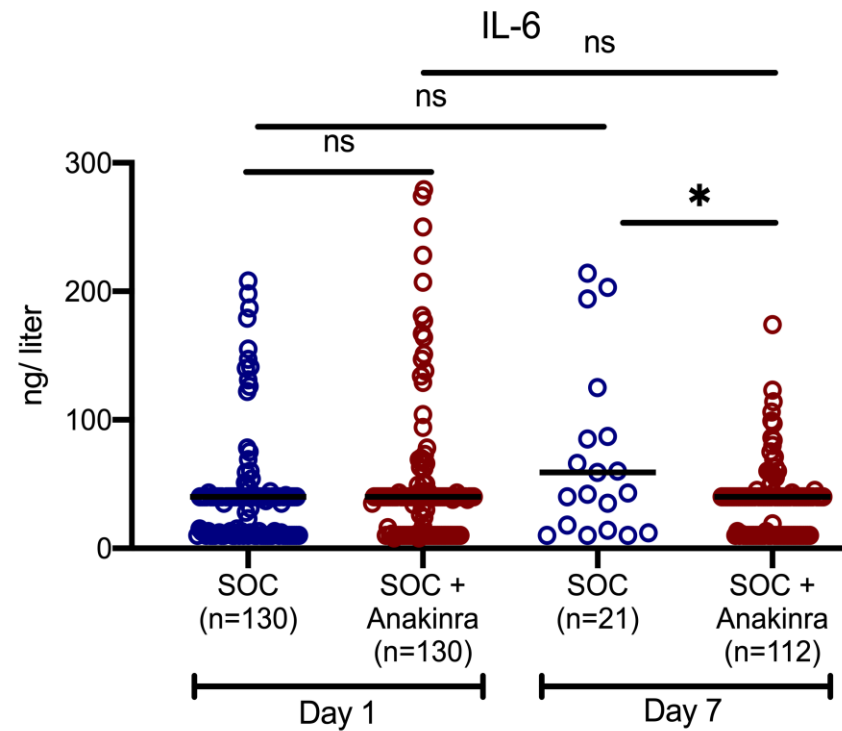 IL-6
ns
ns
ns
*
300
200
100
0
ng/ liter
SOC
(n=130)
SOC +
Anakinra
(n=130)
SOC
(n=21)
SOC +
Anakinra
(n=112)
Day 1
Day 7